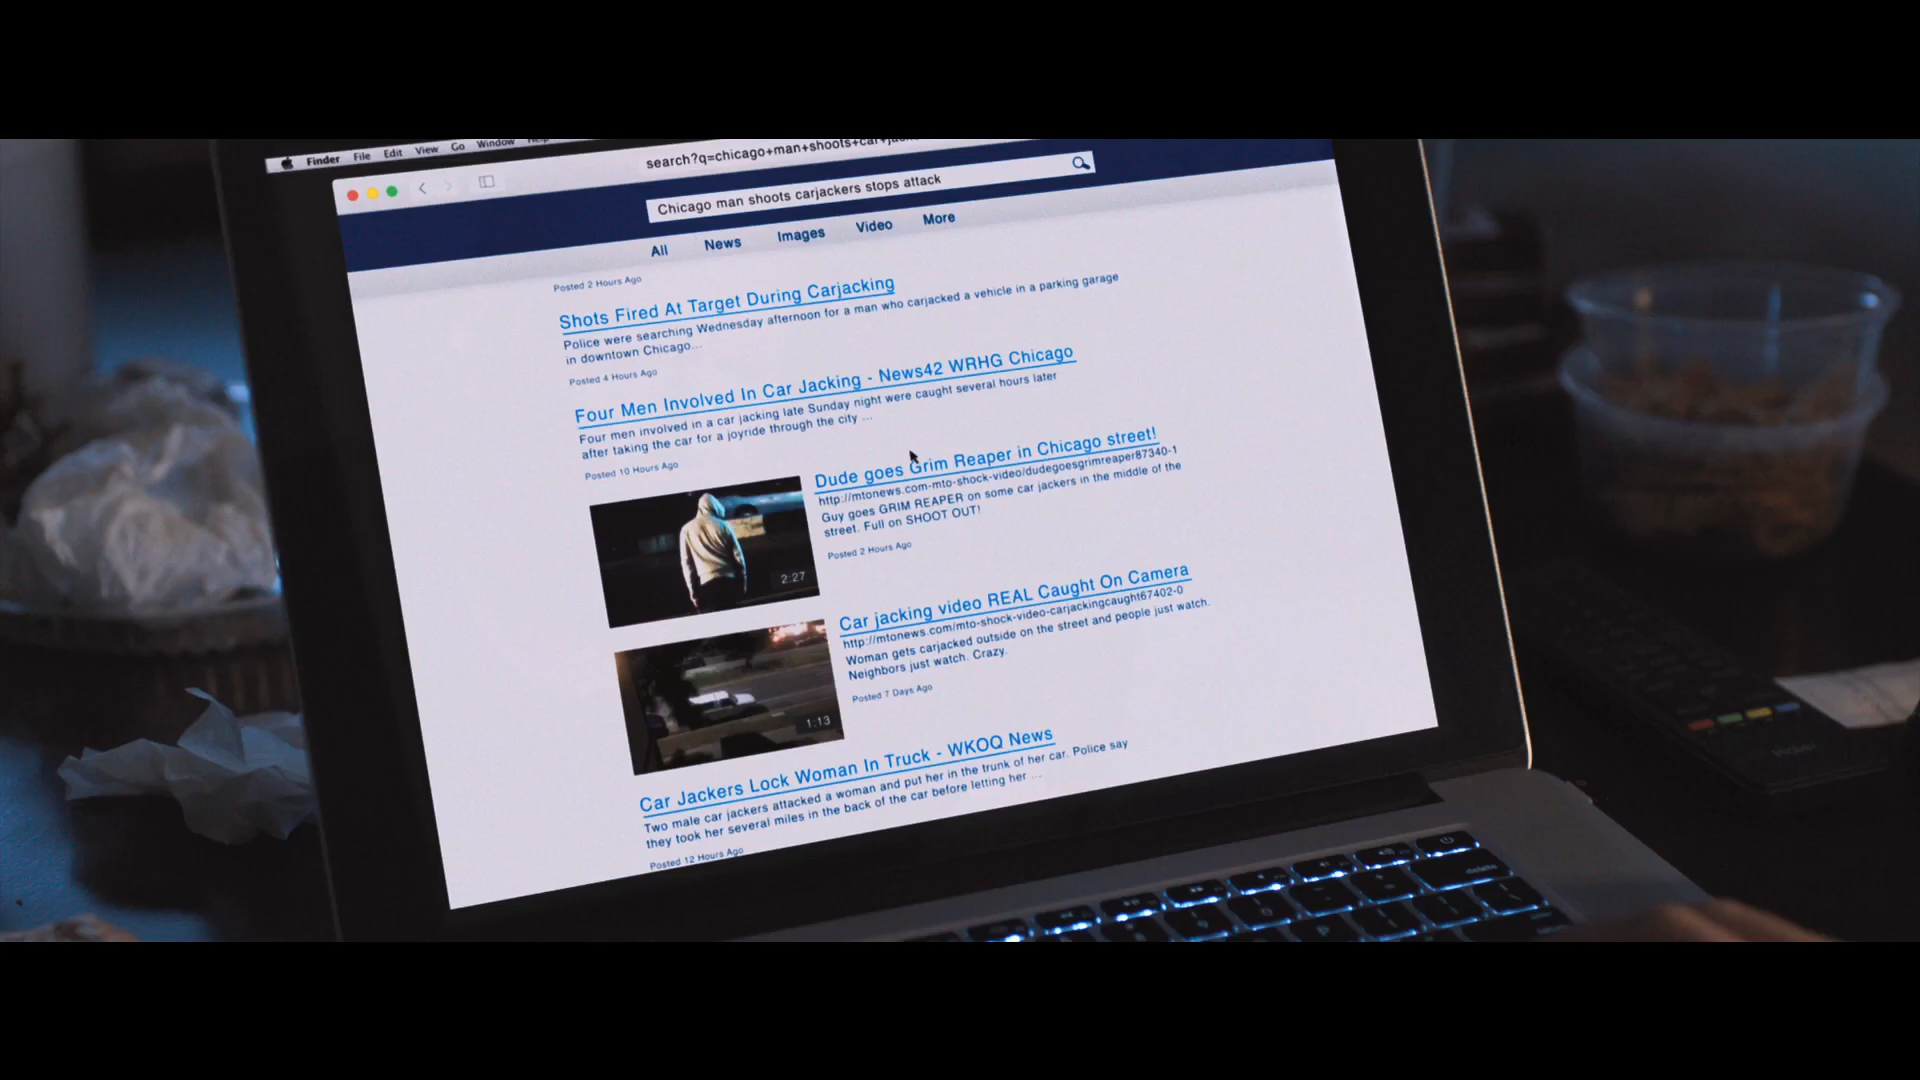 Finder File Edit View Go Window Help
search?q=chicago+man+shoots+car+jack
Chicago man shoots carjackers stops attack
All News Images Video More
Posted 2 Hours Ago
Shots Fired At Target During Carjacking
Police were searching Wednesday afternoon for a man who carjacked a vehicle in a parking garage
in downtown Chicago...
Posted 4 Hours Ago
Four Men Involved In Car Jacking - News42 WRHG Chicago
Four men involved in a car jacking late Sunday night were caught several hours later
after taking the car for a joyride through the city ...
Posted 10 Hours Ago
Dude goes Grim Reaper in Chicago street!
http://mtonews.com-mto-shock-video/dudegoesgrimreaper87340-1
Guy goes GRIM REAPER on some car jackers in the middle of the
street. Full on SHOOT OUT!
2:27
Posted 2 Hours Ago
Car jacking video REAL Caught On Camera
http://mtonews.com/mto-shock-video-carjackingcaught67402-0
Woman gets carjacked outside on the street and people just watch.
Neighbors just watch. Crazy.
1:13
Posted 7 Days Ago
Car Jackers Lock Woman In Truck - WKOQ News
Two male car jackers attacked a woman and put her in the trunk of her car. Police say
they took her several miles in the back of the car before letting her ...
Posted 12 Hours Ago
delete